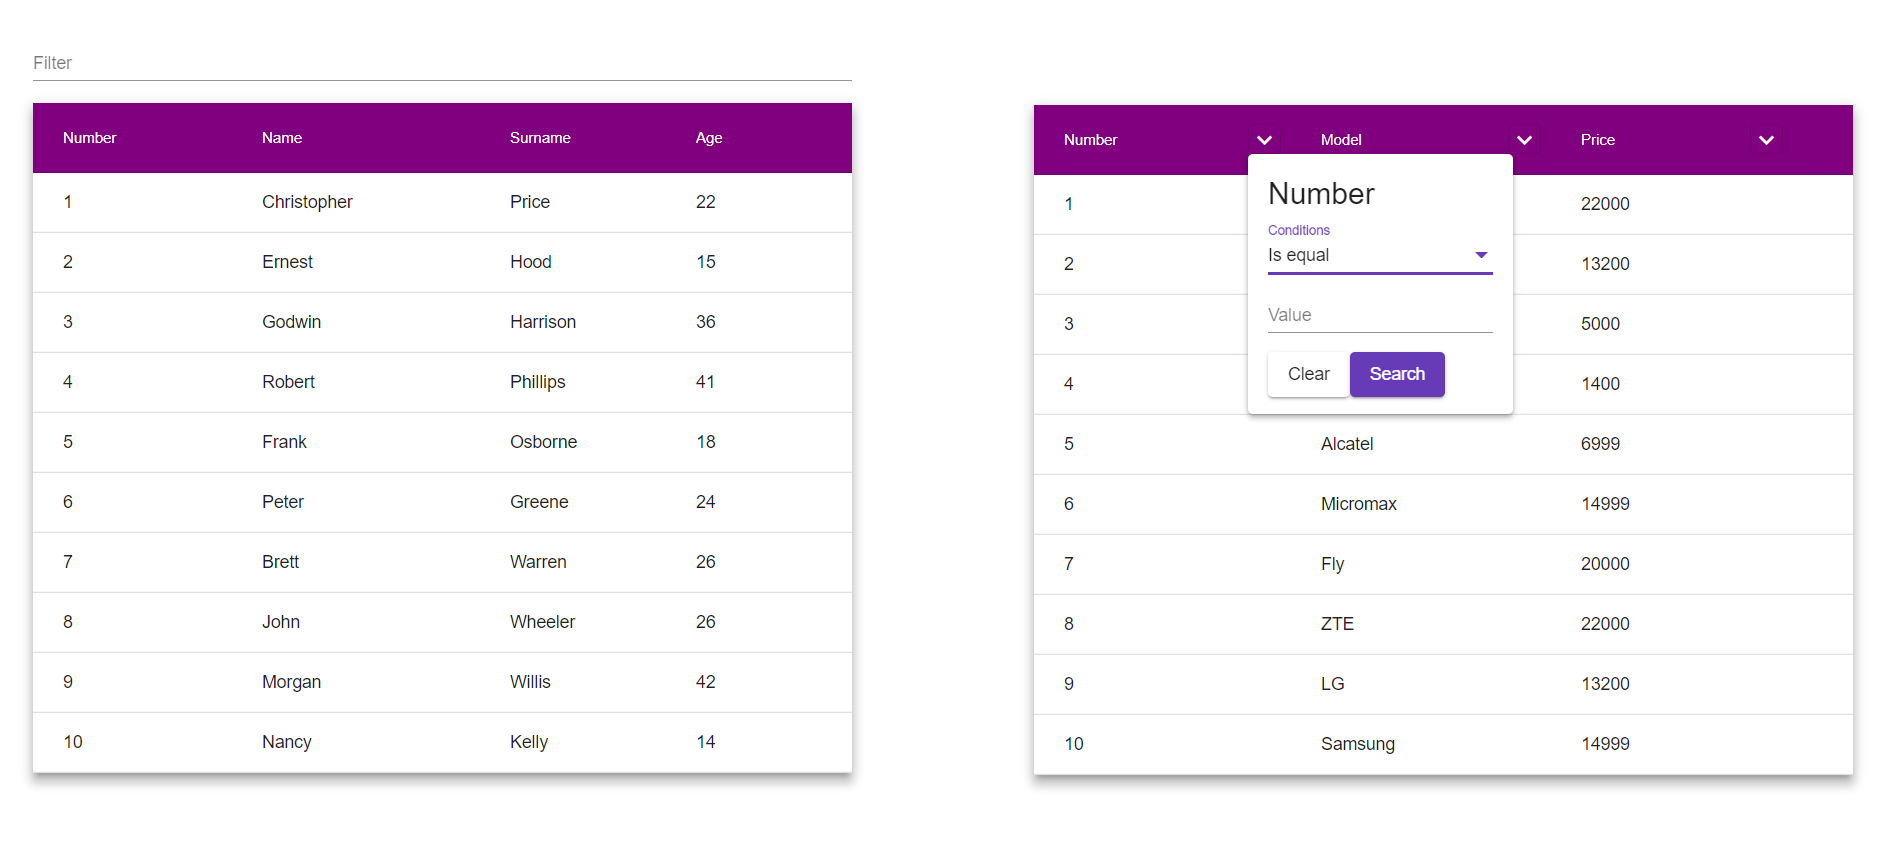 Filter
Number Name Surname Age
1 Christopher Price 22
2 Ernest Hood 15
3 Godwin Harrison 36
4 Robert Phillips 41
5 Frank Osborne 18
6 Peter Greene 24
7 Brett Warren 26
8 John Wheeler 26
9 Morgan Willis 42
10 Nancy Kelly 14
Number Model Price
1 22000
2 13200
3 5000
4 1400
5 Alcatel 6999
6 Micromax 14999
7 Fly 20000
8 ZTE 22000
9 LG 13200
10 Samsung 14999
Number
Conditions
Is equal
Value
Clear Search